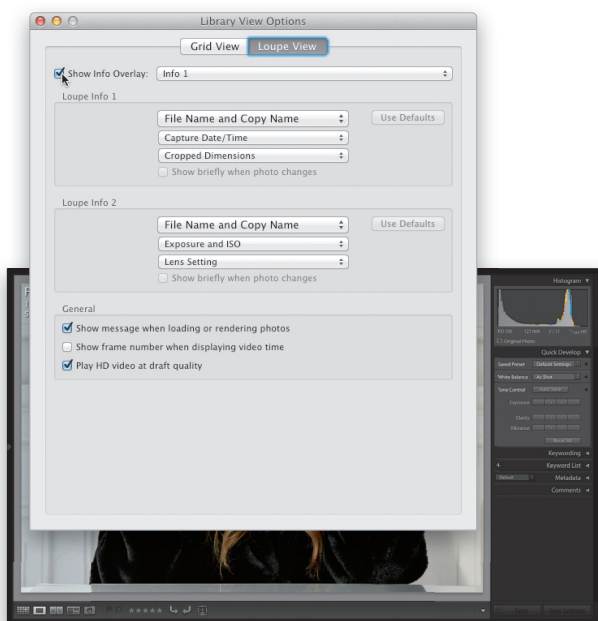 Library View Options
Grid View Loupe View
Show Info Overlay: Info 1
Loupe Info 1
File Name and Copy Name Use Defaults
Capture Date/Time
Cropped Dimensions
Show briefly when photo changes
Loupe Info 2
File Name and Copy Name Use Defaults
Exposure and ISO
Lens Setting
Show briefly when photo changes
General
Show message when loading or rendering photos
Show frame number when displaying video time
Play HD video at draft quality
Histogram
Original Photo
Quick Develop
Saved Preset Default Settings
White Balance As Shot
Tone Control
Exposure
Clarity
Vibrance
Reset All
Keywording
Keyword List
Default Metadata
Comments